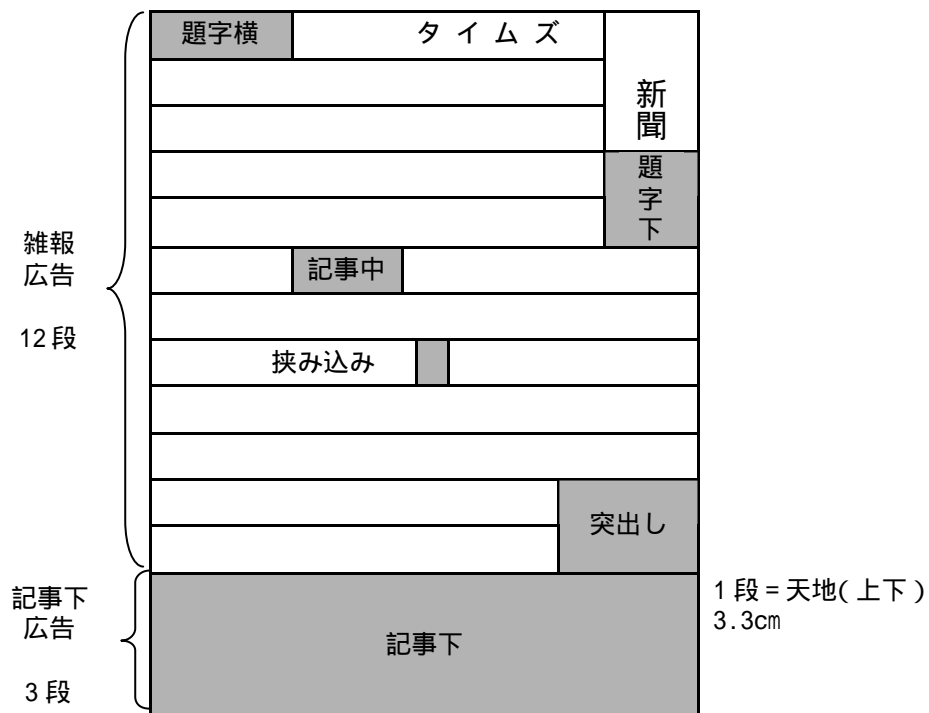 題字横
タイムズ
新聞
題字下
雑報
広告
12段
記事中
挟み込み
突出し
記事下
広告
3段
記事下
1段=天地(上下)
3.3㎝